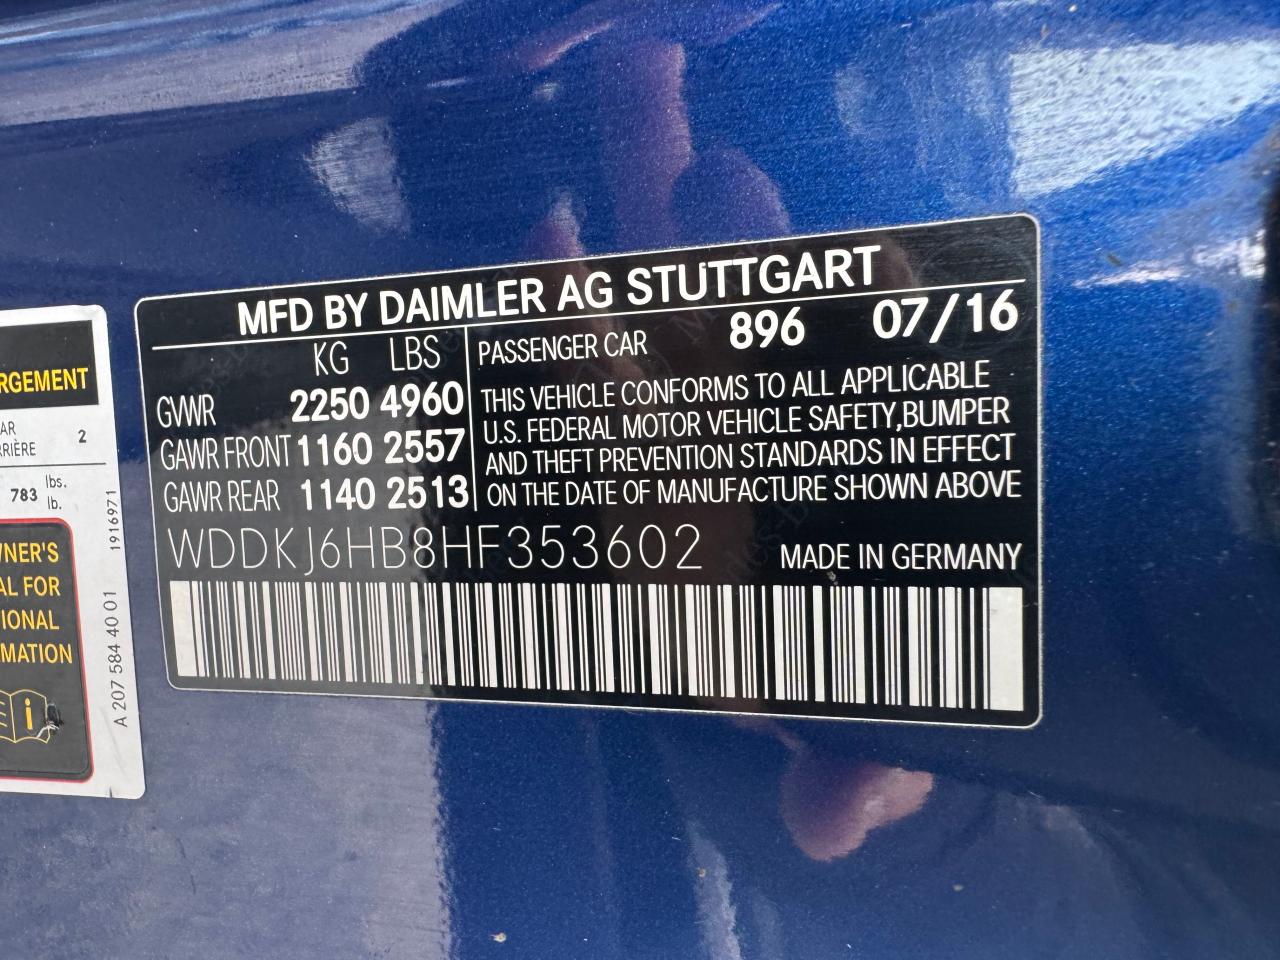 RGEMENT
AR
RIÈRE 2
783 lbs.
lb.
NER'S
AL FOR
IONAL
MATION
i
A 207 584 40 01 1916971
MFD BY DAIMLER AG STUTTGART
KG LBS
GVWR 2250 4960
GAWR FRONT 1160 2557
GAWR REAR 1140 2513
PASSENGER CAR 896 07/16
THIS VEHICLE CONFORMS TO ALL APPLICABLE
U.S. FEDERAL MOTOR VEHICLE SAFETY,BUMPER
AND THEFT PREVENTION STANDARDS IN EFFECT
ON THE DATE OF MANUFACTURE SHOWN ABOVE
WDDKJ6HB8HF353602 MADE IN GERMANY